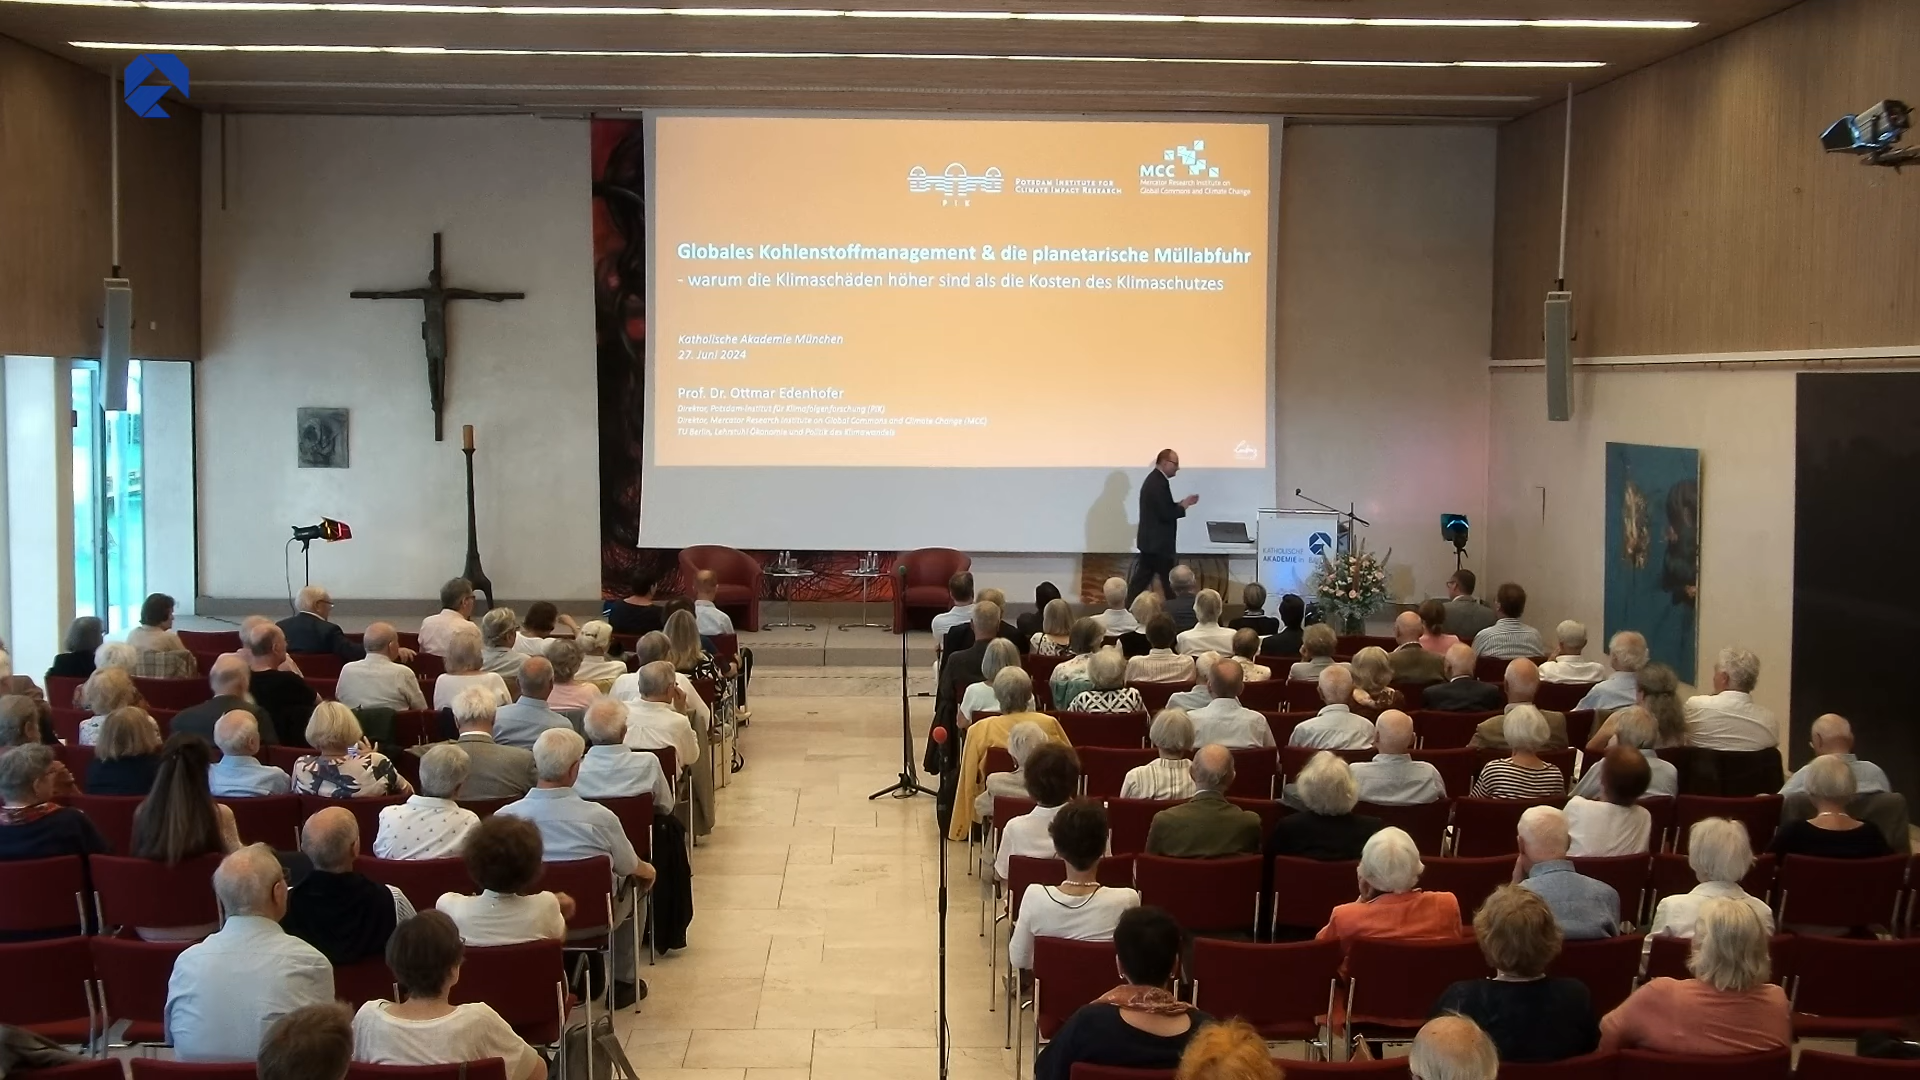 POTSDAM INSTITUTE FOR
CLIMATE IMPACT RESEARCH
P I K
MCC
Mercator Research Institute on
Global Commons and Climate Change
Globales Kohlenstoffmanagement & die planetarische Müllabfuhr
- warum die Klimaschäden höher sind als die Kosten des Klimaschutzes
Katholische Akademie München
27. Juni 2024
Prof. Dr. Ottmar Edenhofer
Direktor, Potsdam-Institut für Klimafolgenforschung (PIK)
Direktor, Mercator Research Institute on Global Commons and Climate Change (MCC)
TU Berlin, Lehrstuhl Ökonomie und Politik des Klimawandels
KATHOLISCHE
AKADEMIE in